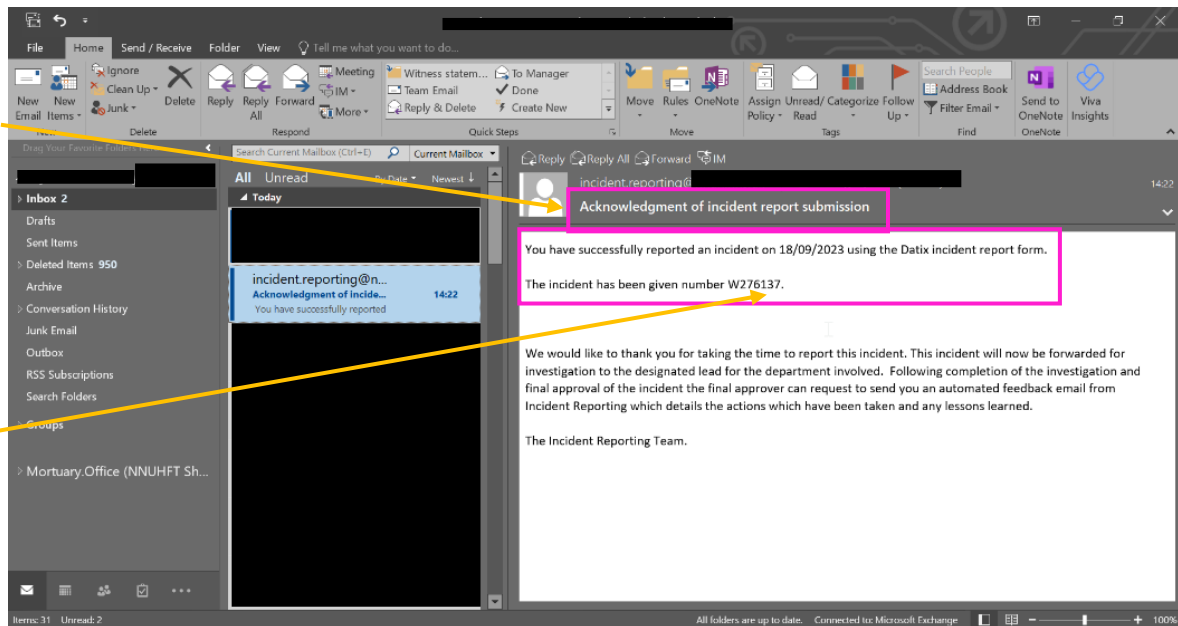 File Home Send / Receive Folder View Tell me what you want to do...
New Email
New Items
Ignore
Clean Up
Junk
Delete
Reply
Reply All
Forward
Meeting
IM
More
Witness statem...
Team Email
Reply & Delete
To Manager
Done
Create New
Move
Rules
OneNote
Assign Policy
Unread/ Read
Categorize
Follow Up
Search People
Address Book
Filter Email
Send to OneNote
Viva Insights
Delete Respond Quick Steps Move Tags Find OneNote
Drag Your Favorite Folders
Inbox 2
Drafts
Sent Items
Deleted Items 950
Archive
Conversation History
Junk Email
Outbox
RSS Subscriptions
Search Folders
Groups
Mortuary.Office (NNUHFT Sh...
Search Current Mailbox (Ctrl+E) Current Mailbox
All Unread By Date Newest ↓
Today
incident.reporting@n...
Acknowledgment of incide... 14:22
You have successfully reported
Reply Reply All Forward IM
incident.reporting@ 14:22
Acknowledgment of incident report submission
You have successfully reported an incident on 18/09/2023 using the Datix incident report form.
The incident has been given number W276137.
We would like to thank you for taking the time to report this incident. This incident will now be forwarded for
investigation to the designated lead for the department involved. Following completion of the investigation and
final approval of the incident the final approver can request to send you an automated feedback email from
Incident Reporting which details the actions which have been taken and any lessons learned.
The Incident Reporting Team.
Items: 31 Unread: 2 All folders are up to date. Connected to: Microsoft Exchange 100%